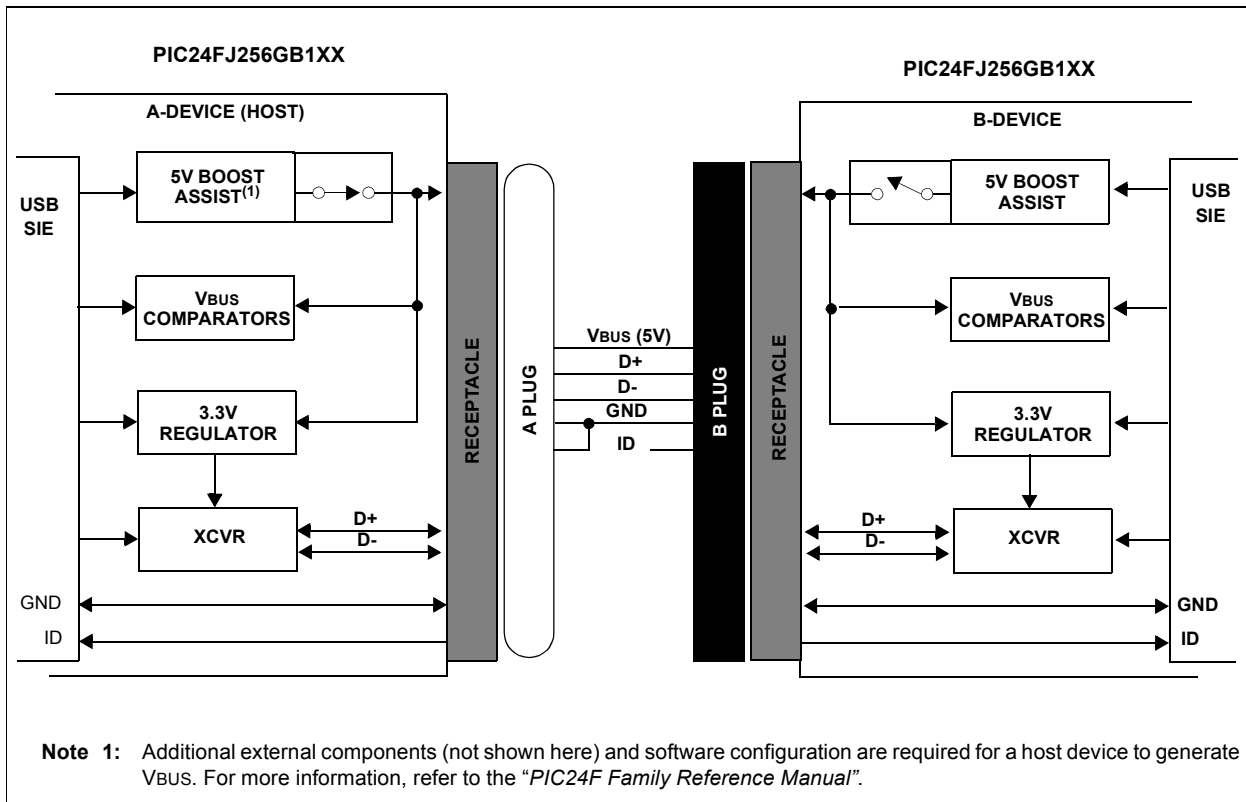 PIC24FJ256GB1XX
A-DEVICE (HOST)
USB
SIE
5V BOOST
ASSIST(1)
VBUS
COMPARATORS
3.3V
REGULATOR
XCVR
D+
D-
GND
ID
RECEPTACLE
A PLUG
VBUS (5V)
D+
D-
GND
ID
B PLUG
RECEPTACLE
PIC24FJ256GB1XX
B-DEVICE
5V BOOST
ASSIST
USB
SIE
VBUS
COMPARATORS
3.3V
REGULATOR
D+
D-
XCVR
GND
ID
Note 1: Additional external components (not shown here) and software configuration are required for a host device to generate
VBUS. For more information, refer to the “PIC24F Family Reference Manual”.